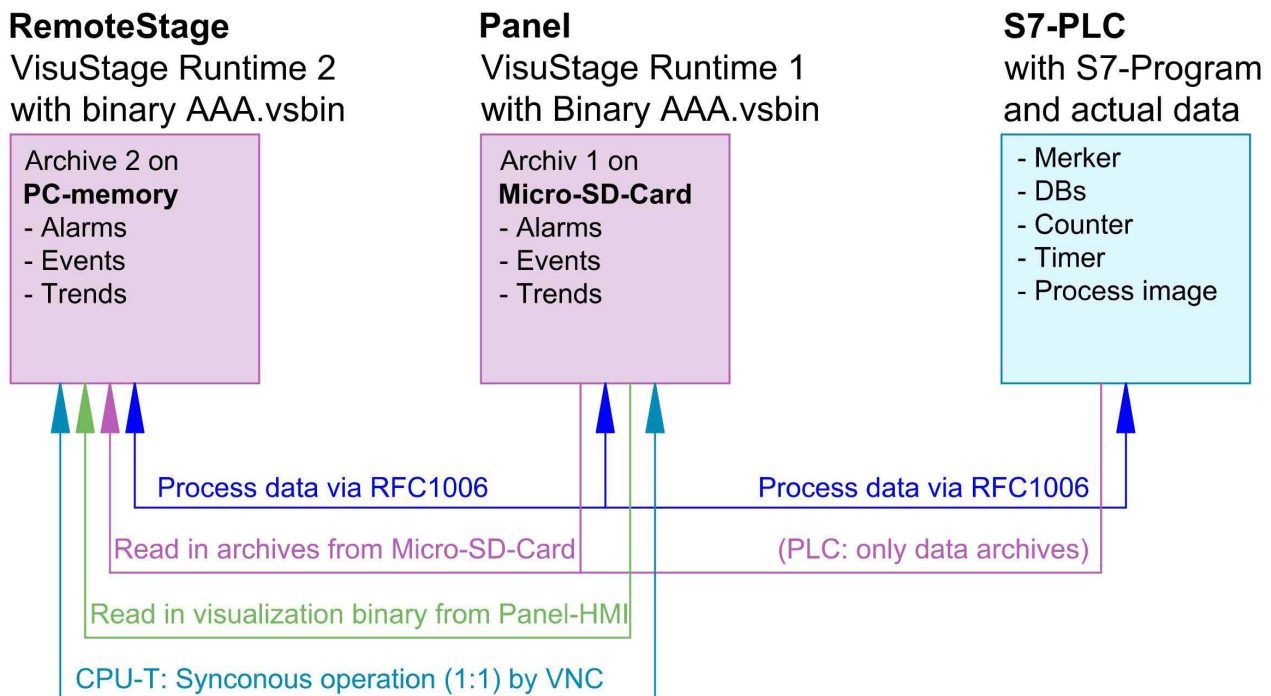 RemoteStage
VisuStage Runtime 2
with binary AAA.vsbin
Archive 2 on
PC-memory
- Alarms
- Events
- Trends
Panel
VisuStage Runtime 1
with Binary AAA.vsbin
Archiv 1 on
Micro-SD-Card
- Alarms
- Events
- Trends
S7-PLC
with S7-Program
and actual data
- Merker
- DBs
- Counter
- Timer
- Process image
Process data via RFC1006
Process data via RFC1006
Read in archives from Micro-SD-Card
(PLC: only data archives)
Read in visualization binary from Panel-HMI
CPU-T: Synconous operation (1:1) by VNC